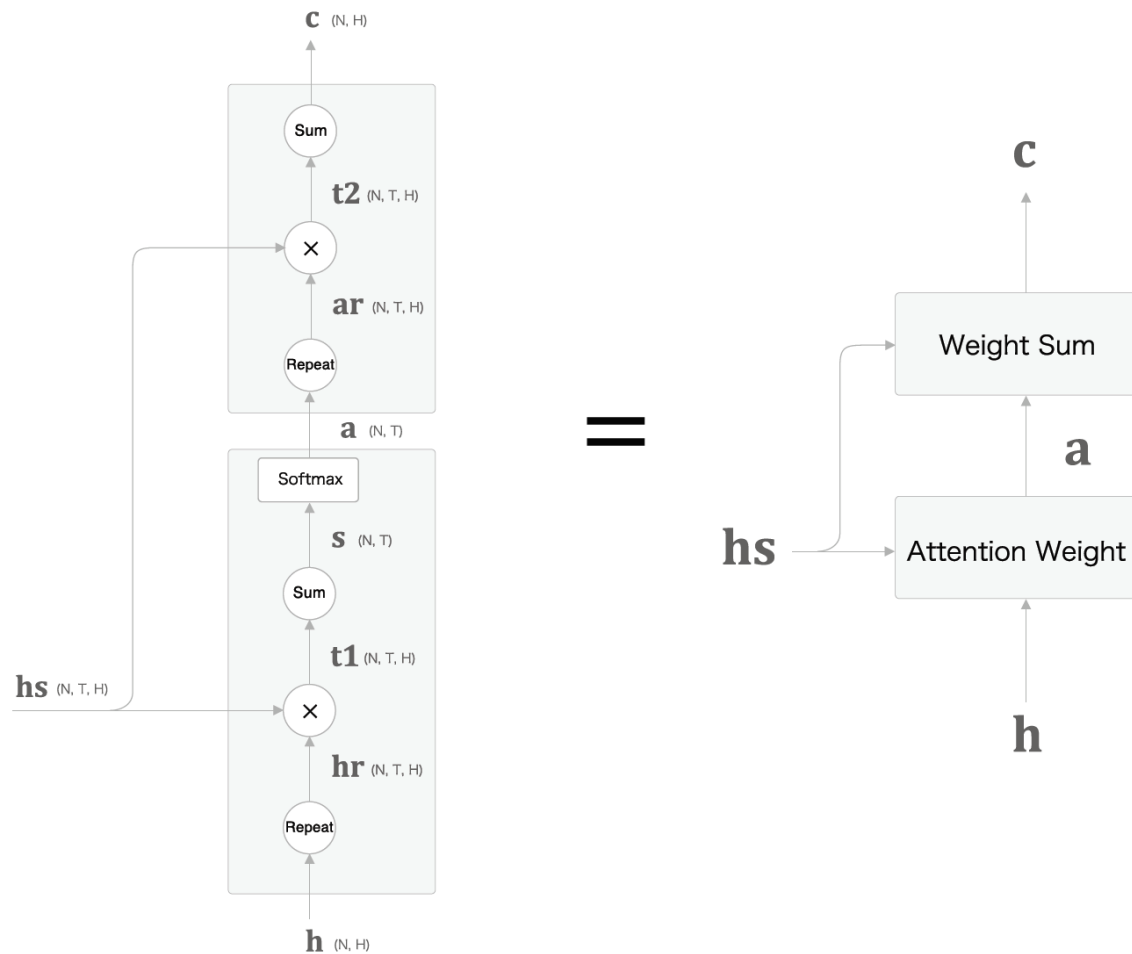 c (N, H)
Sum
t2 (N, T, H)
×
ar (N, T, H)
Repeat
a (N, T)
Softmax
s (N, T)
Sum
t1 (N, T, H)
hs (N, T, H)
×
hr (N, T, H)
Repeat
h (N, H)
=
c
Weight Sum
a
hs
Attention Weight
h